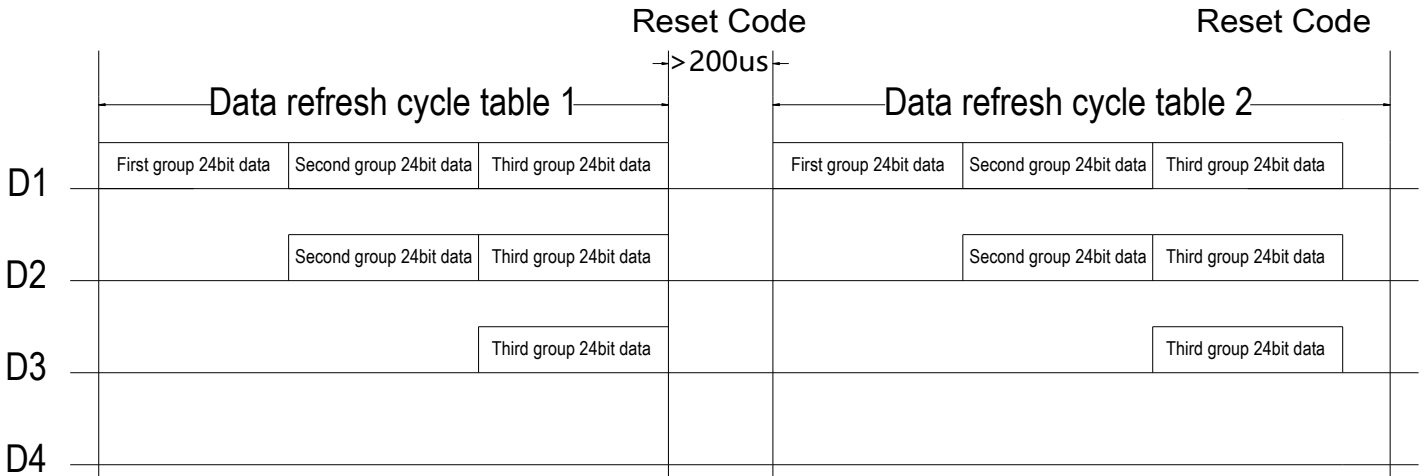 Reset Code
Reset Code
>200us
Data refresh cycle table 1
Data refresh cycle table 2
D1
First group 24bit data
Second group 24bit data
Third group 24bit data
First group 24bit data
Second group 24bit data
Third group 24bit data
D2
Second group 24bit data
Third group 24bit data
Second group 24bit data
Third group 24bit data
D3
Third group 24bit data
Third group 24bit data
D4